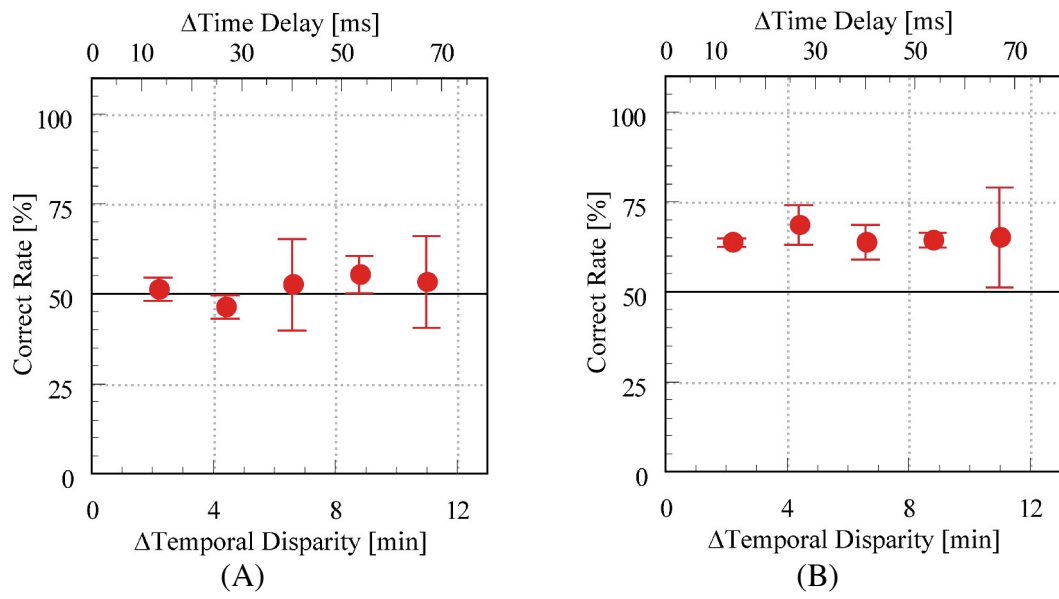 ΔTime Delay [ms]
0 10 30 50 70
100
75
50
25
0
Correct Rate [%]
0 4 8 12
ΔTemporal Disparity [min]
(A)
ΔTime Delay [ms]
0 10 30 50 70
100
75
50
25
0
Correct Rate [%]
0 4 8 12
ΔTemporal Disparity [min]
(B)